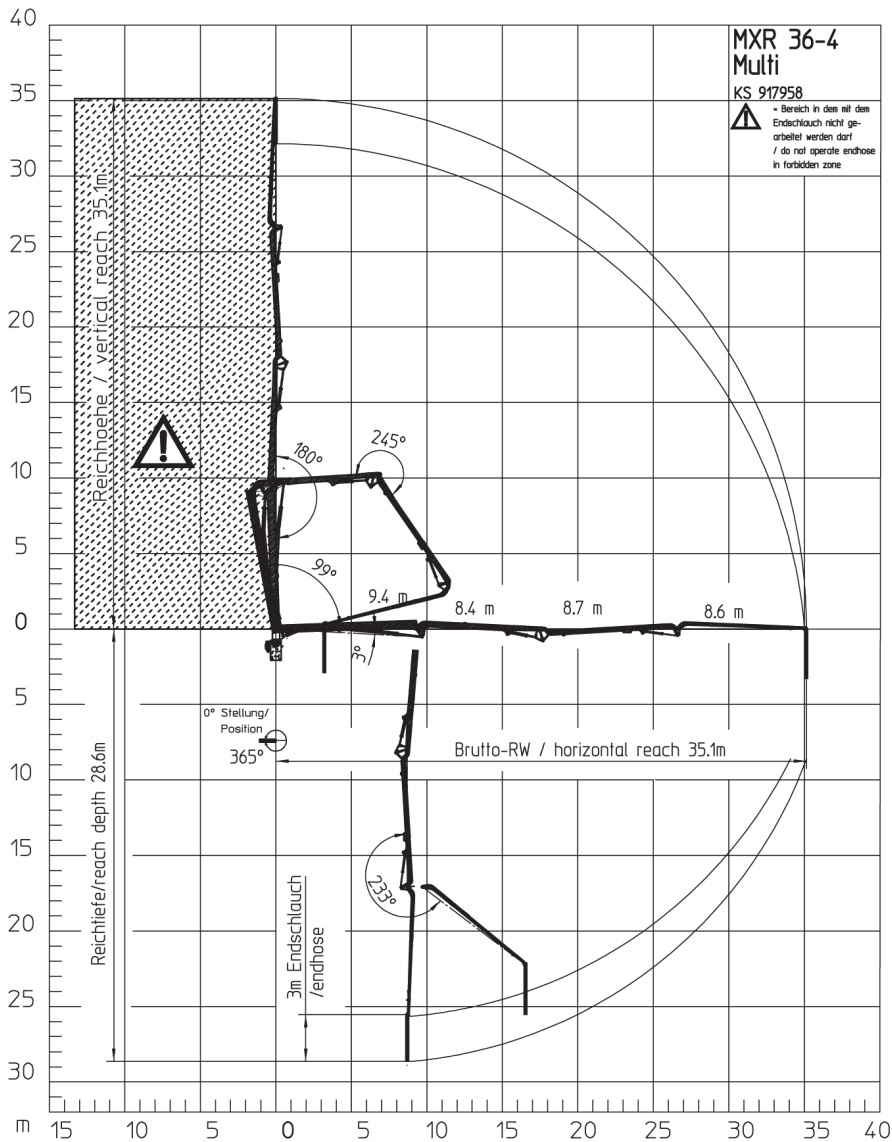 MXR 36-4
Multi
KS 917958
= Bereich in dem mit dem
Endschlauch nicht ge-
arbeitet werden darf
/ do not operate endhose
in forbidden zone
40
35
30
25
20
15
10
5
0
5
10
15
20
25
30
m
Reichhoehe / vertical reach 35.1m
180°
245°
99°
9.4 m
8.4 m
8.7 m
8.6 m
3°
0° Stellung/
Position
365°
Brutto-RW / horizontal reach 35.1m
Reichtiefe/reach depth 28.6m
233°
3m Endschlauch
/endhose
15
10
5
0
5
10
15
20
25
30
35
40